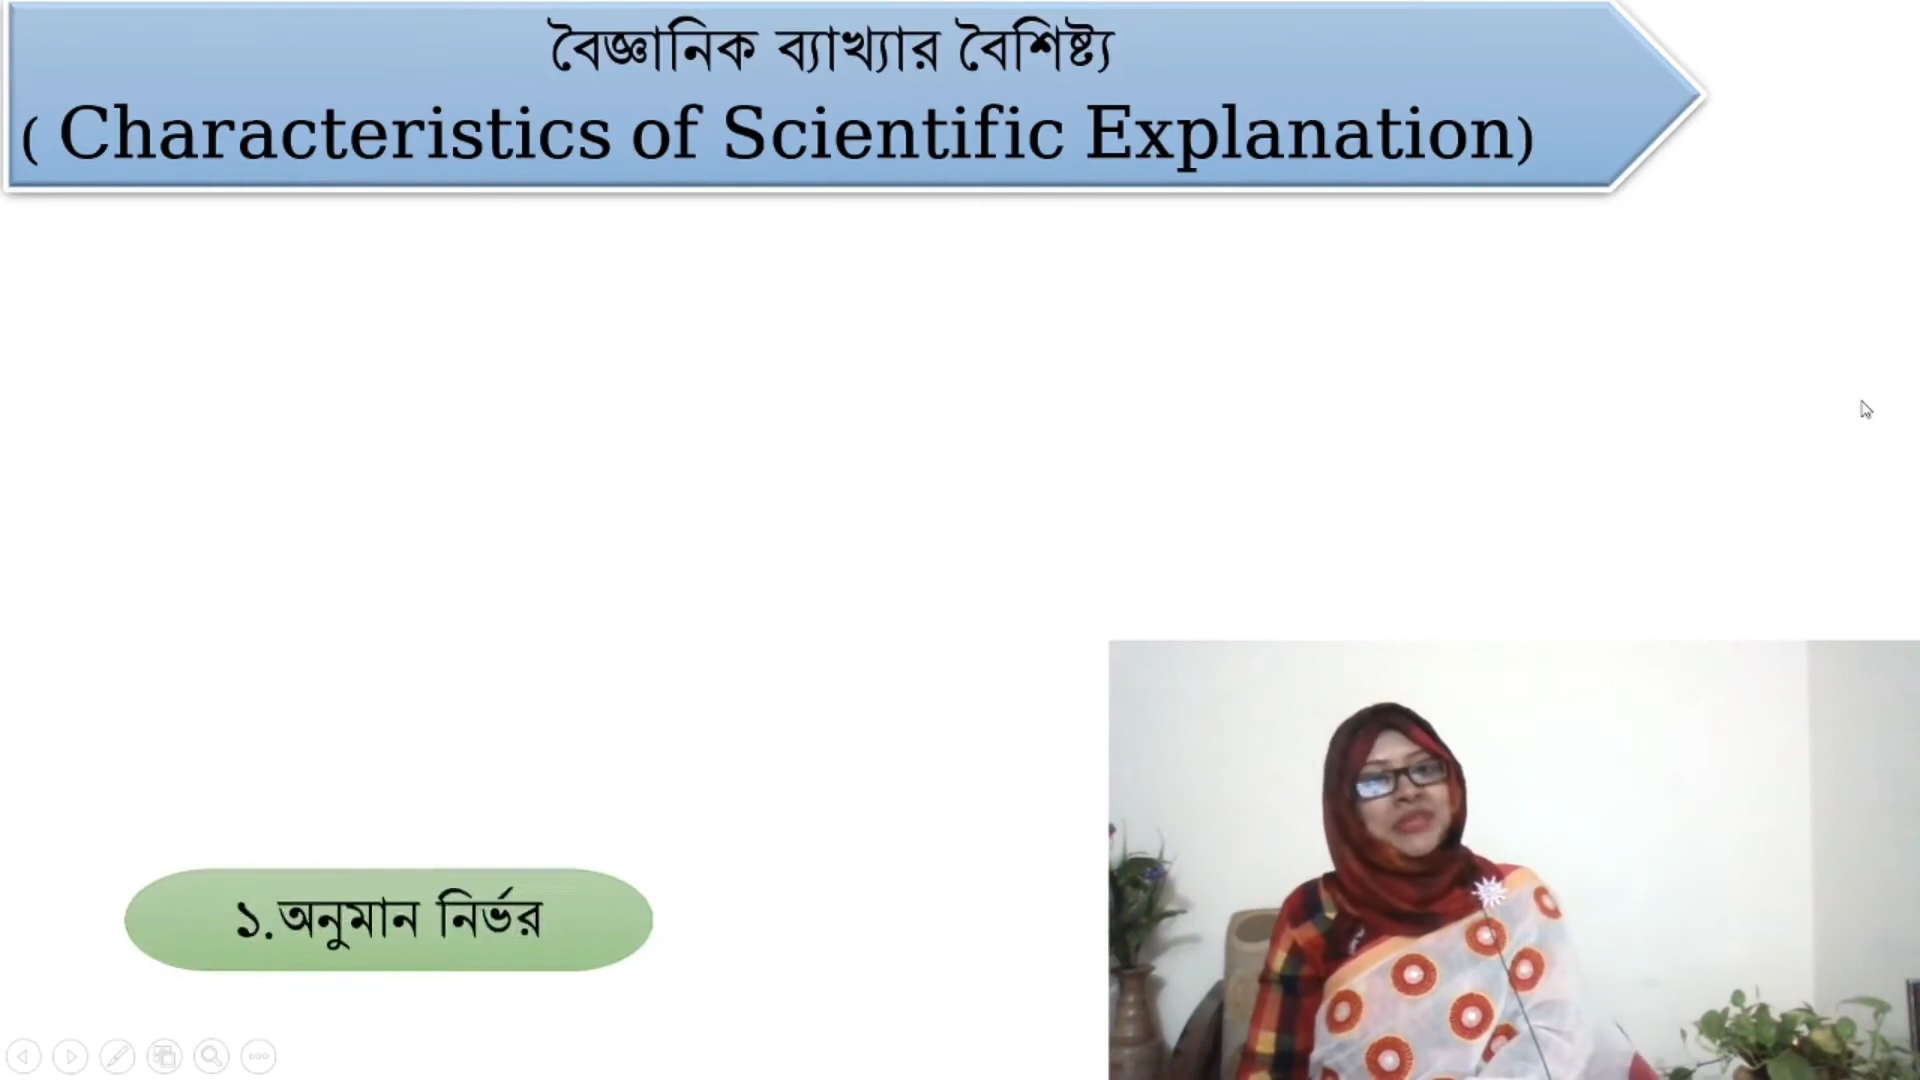 বৈজ্ঞানিক ব্যাখ্যার বৈশিষ্ট্য
( Characteristics of Scientific Explanation)
১.অনুমান নির্ভর